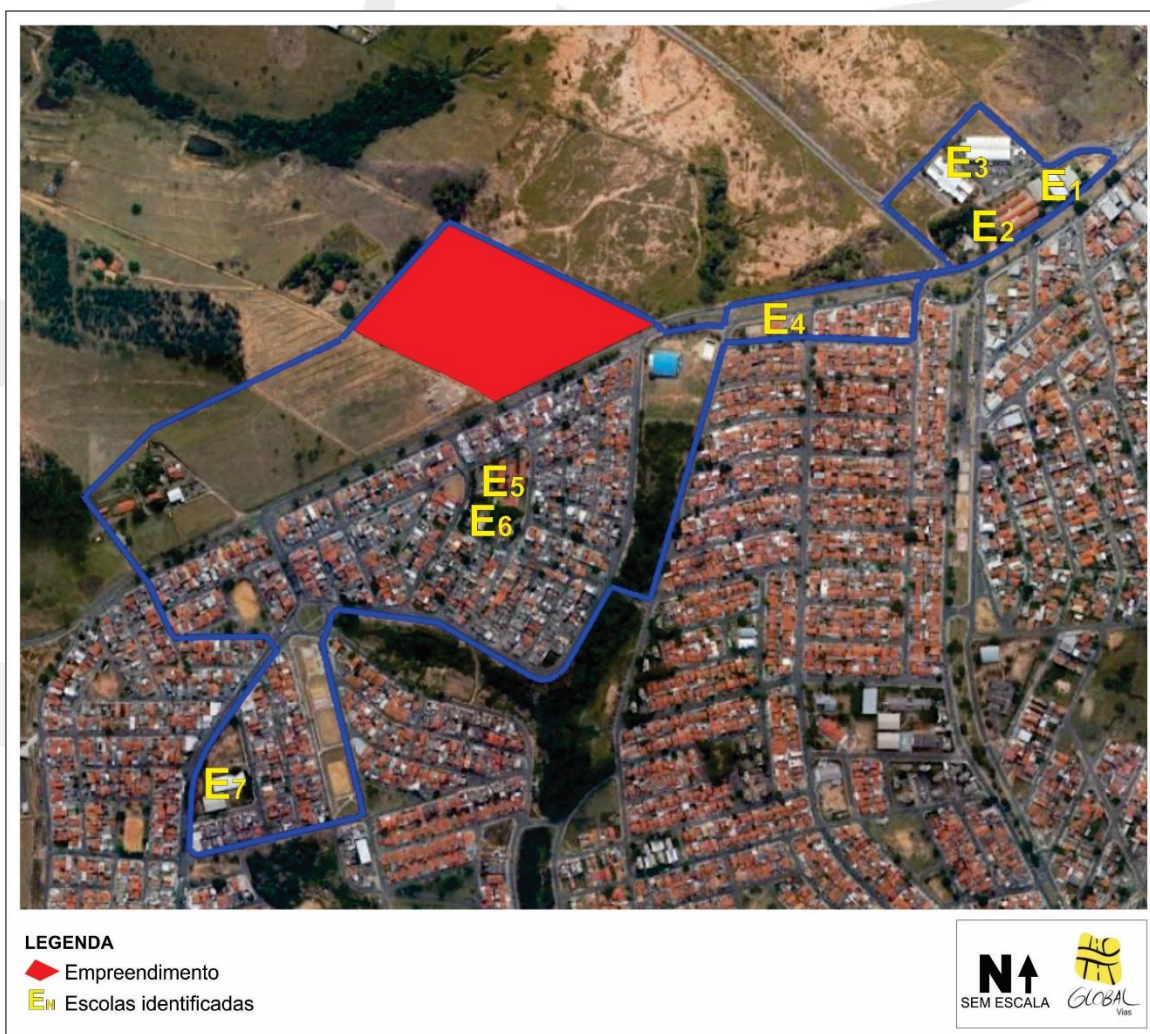 E3
E1
E2
E4
E5
E6
E7
LEGENDA
Empreendimento
EN Escolas identificadas
N
SEM ESCALA
GLOBAL
Vias